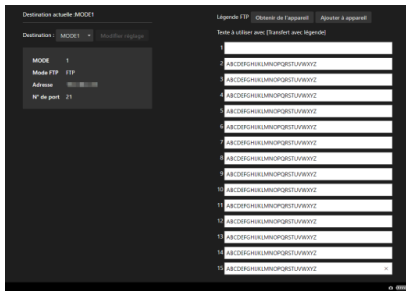 Destination actuelle :MODE1
Destination : MODE1 Modifier réglage
MODE 1
Mode FTP FTP
Adresse
N° de port 21
Légende FTP Obtenir de l'appareil Ajouter à appareil
Texte à utiliser avec [Transfert avec légende]
1
2 ABCDEFGHIJKLMNOPQRSTUVWXYZ
3 ABCDEFGHIJKLMNOPQRSTUVWXYZ
4 ABCDEFGHIJKLMNOPQRSTUVWXYZ
5 ABCDEFGHIJKLMNOPQRSTUVWXYZ
6 ABCDEFGHIJKLMNOPQRSTUVWXYZ
7 ABCDEFGHIJKLMNOPQRSTUVWXYZ
8 ABCDEFGHIJKLMNOPQRSTUVWXYZ
9 ABCDEFGHIJKLMNOPQRSTUVWXYZ
10 ABCDEFGHIJKLMNOPQRSTUVWXYZ
11 ABCDEFGHIJKLMNOPQRSTUVWXYZ
12 ABCDEFGHIJKLMNOPQRSTUVWXYZ
13 ABCDEFGHIJKLMNOPQRSTUVWXYZ
14 ABCDEFGHIJKLMNOPQRSTUVWXYZ
15 ABCDEFGHIJKLMNOPQRSTUVWXYZ